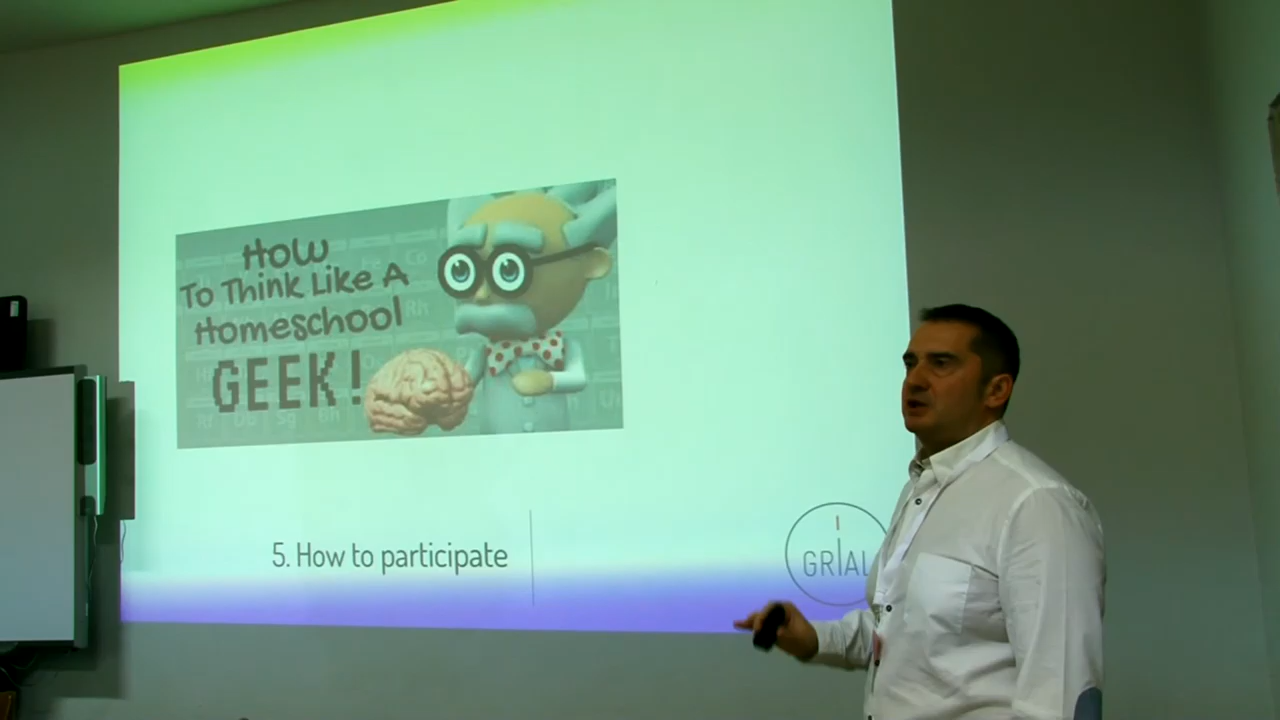 How
To Think Like A
Homeschool
GEEK!
5. How to participate
GRIAL